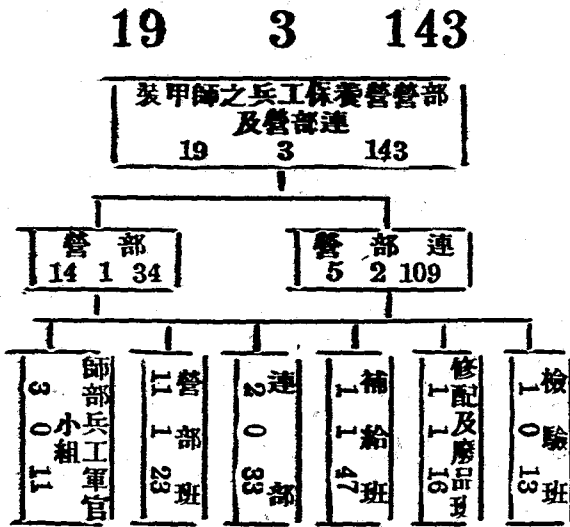 19 3 143
裝甲師之兵工保養營營部
及營部連
19 3 143
營部
14 1 34
營部連
5 2 109
師部兵工軍官
小組
3 0 11
營部班
11 1 23
連部
2 0 33
補給班
1 1 47
修配及廢品班
1 1 16
檢驗班
1 0 13